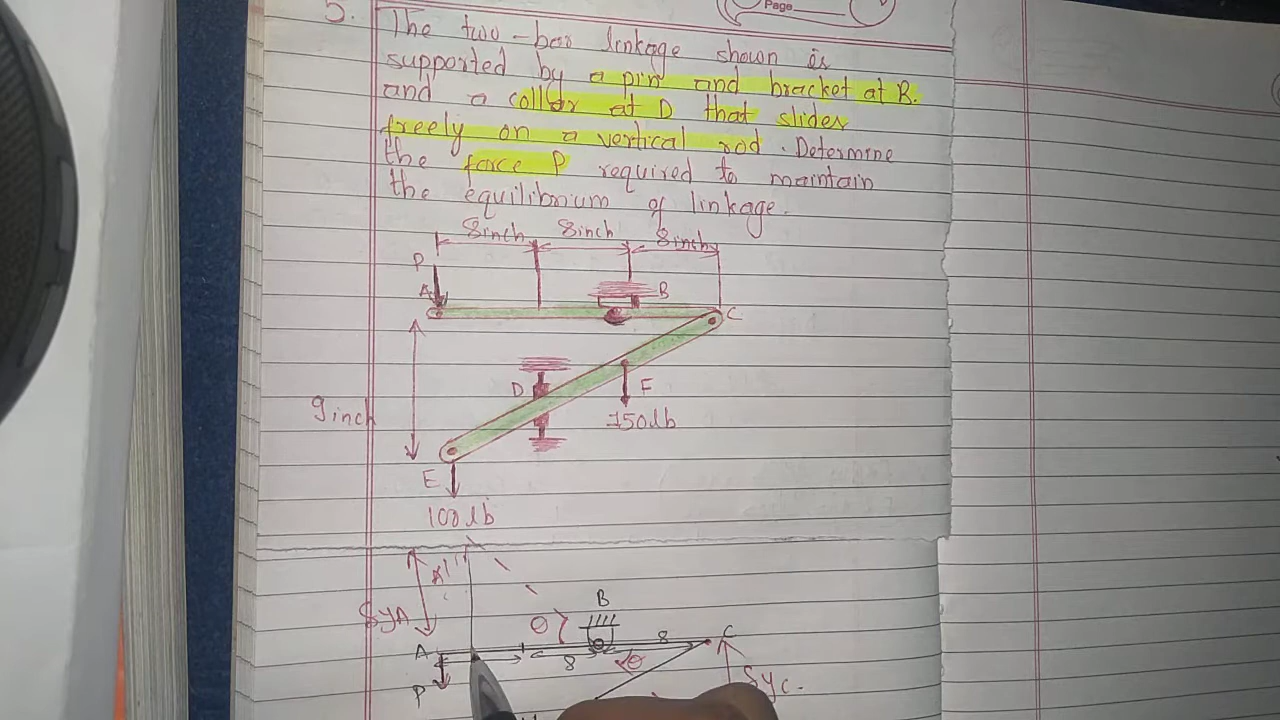 Page
5. The two-bar linkage shown is
supported by a pin and bracket at B.
and a collar at D that slides
freely on a vertical rod. Determine
the force P required to maintain
the equilibrium of linkage.
8inch 8inch 8inch
P
A B C
D F
9inch 150lb
E
100lb
A'
B
δyA θ C
A 8 8
θ δyc.
P